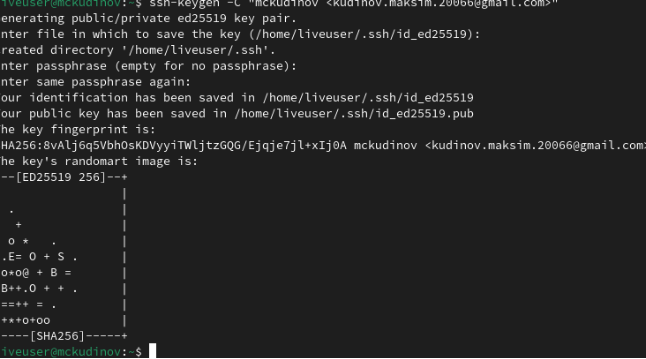 iveuser@mckudinov:~$ ssh-keygen -C "mckudinov <kudinov.maksim.20066@gmail.com>"
enerating public/private ed25519 key pair.
nter file in which to save the key (/home/liveuser/.ssh/id_ed25519):
reated directory '/home/liveuser/.ssh'.
nter passphrase (empty for no passphrase):
nter same passphrase again:
our identification has been saved in /home/liveuser/.ssh/id_ed25519
our public key has been saved in /home/liveuser/.ssh/id_ed25519.pub
he key fingerprint is:
HA256:8vAlj6q5VbhOsKDVyyiTWljtzGQG/Ejqje7jl+xIj0A mckudinov <kudinov.maksim.20066@gmail.com>
he key's randomart image is:
--[ED25519 256]--+
                 |
 .               |
  +              |
 o *   .         |
.E= O + S .      |
o*o@ + B =       |
B++.O + + .      |
==++ = .         |
+*+o+oo          |
----[SHA256]-----+
iveuser@mckudinov:~$